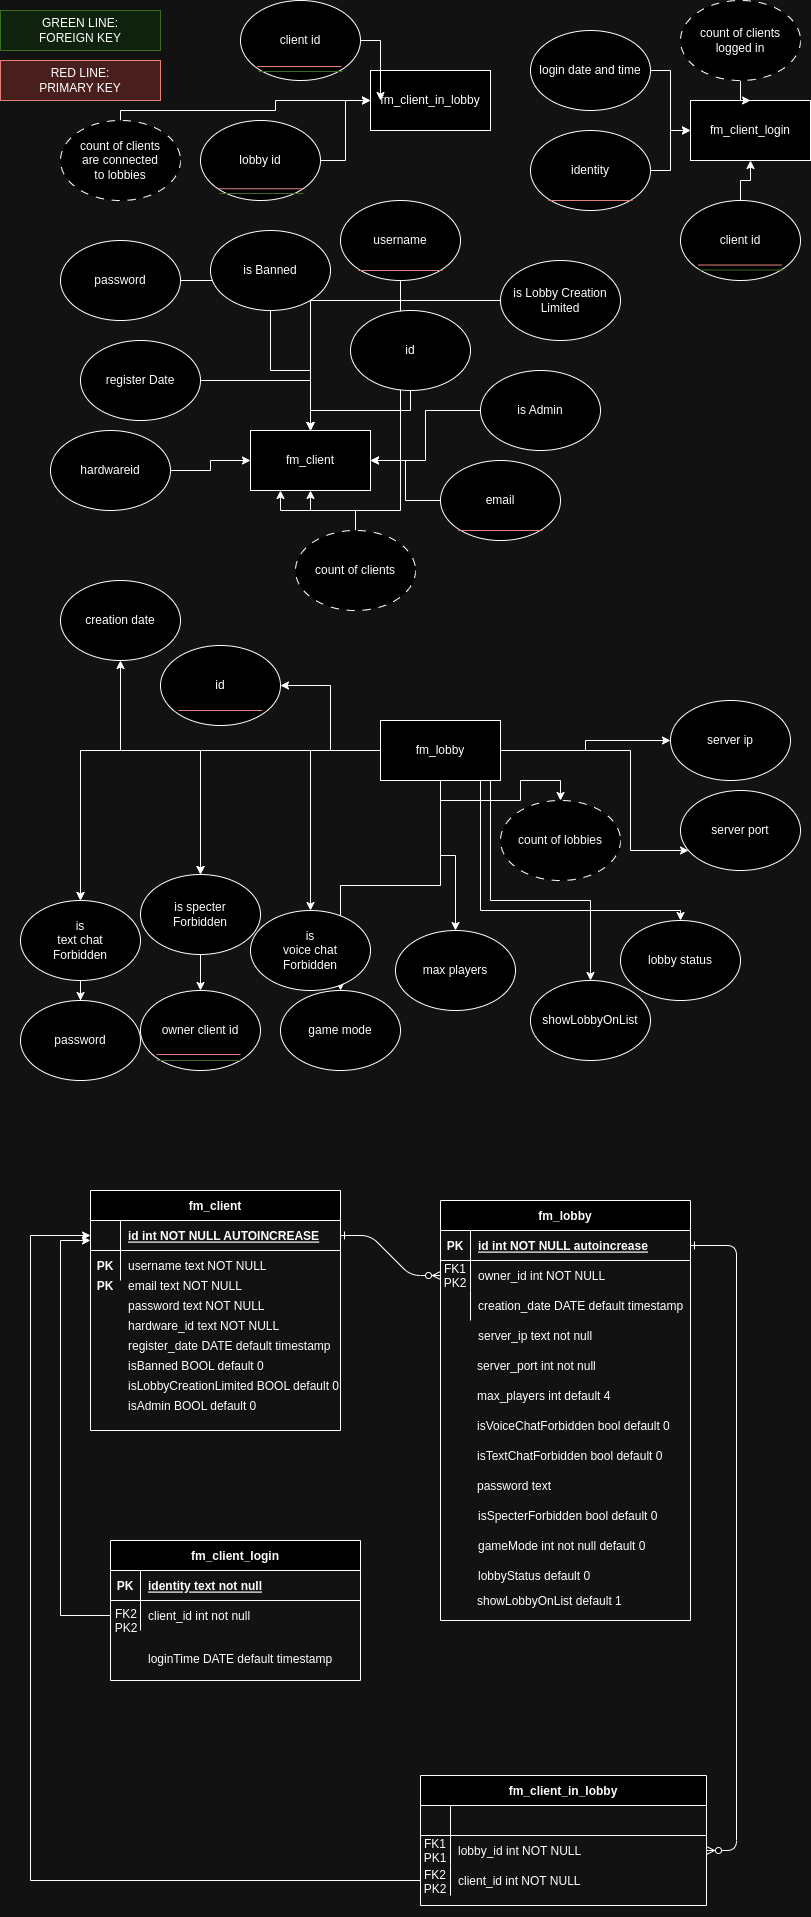 GREEN LINE:
FOREIGN KEY
RED LINE:
PRIMARY KEY
client id
fm_client_in_lobby
count of clients
are connected
to lobbies
lobby id
count of clients
logged in
login date and time
fm_client_login
identity
client id
username
password
is Banned
is Lobby Creation
Limited
id
register Date
is Admin
hardwareid
fm_client
email
count of clients
creation date
id
fm_lobby
server ip
server port
count of lobbies
is
text chat
Forbidden
is specter
Forbidden
is
voice chat
Forbidden
max players
lobby status
showLobbyOnList
password
owner client id
game mode
fm_client
id int NOT NULL AUTOINCREASE
PK username text NOT NULL
PK email text NOT NULL
password text NOT NULL
hardware_id text NOT NULL
register_date DATE default timestamp
isBanned BOOL default 0
isLobbyCreationLimited BOOL default 0
isAdmin BOOL default 0
fm_lobby
PK id int NOT NULL autoincrease
FK1
PK2
owner_id int NOT NULL
creation_date DATE default timestamp
server_ip text not null
server_port int not null
max_players int default 4
isVoiceChatForbidden bool default 0
isTextChatForbidden bool default 0
password text
isSpecterForbidden bool default 0
gameMode int not null default 0
lobbyStatus default 0
showLobbyOnList default 1
fm_client_login
PK identity text not null
FK2
PK2
client_id int not null
loginTime DATE default timestamp
fm_client_in_lobby
FK1
PK1
lobby_id int NOT NULL
FK2
PK2
client_id int NOT NULL